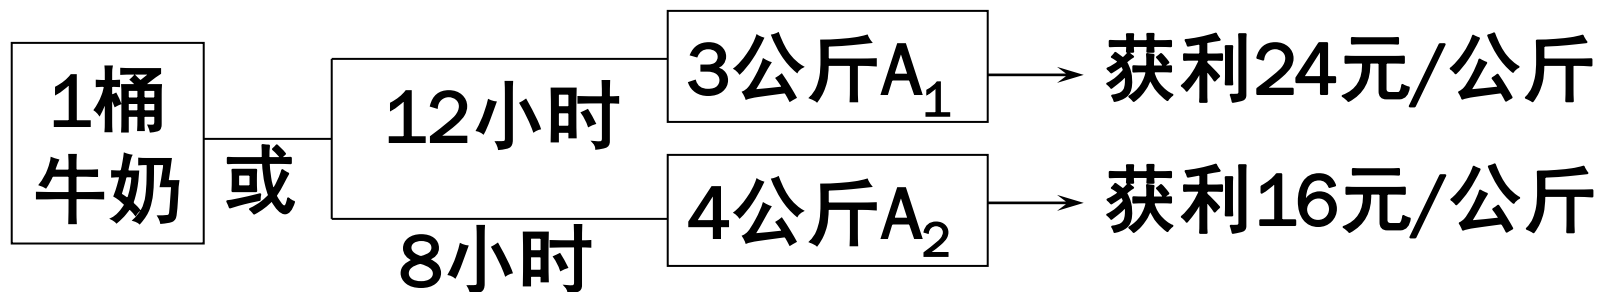 1桶
牛奶
或
12小时
8小时
3公斤A₁
4公斤A₂
获利24元/公斤
获利16元/公斤